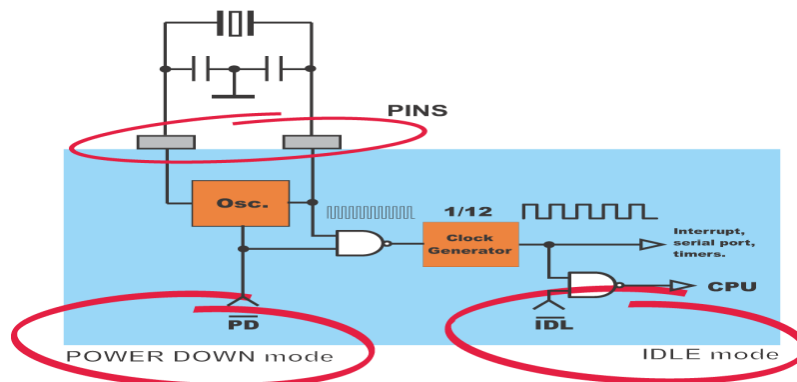 PINS
Osc.
1/12
Clock
Generator
Interrupt,
serial port,
timers.
CPU
PD
IDL
POWER DOWN mode
IDLE mode